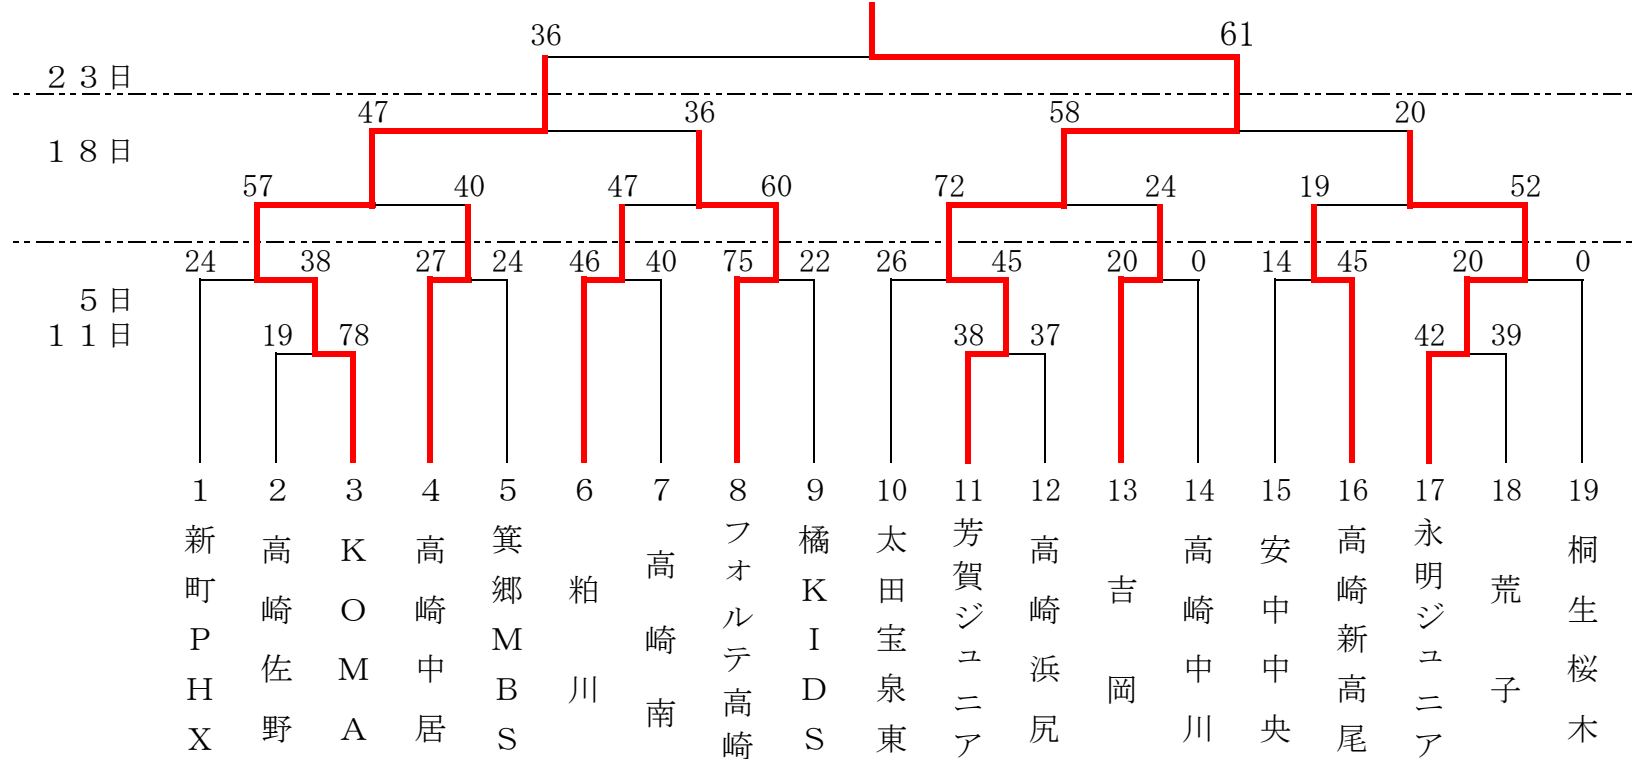 36 61
２３日
47 36 58 20
１８日
57 40 47 60 72 24 19 52
24 38 27 24 46 40 75 22 26 45 20 0 14 45 20 0
５日
１１日 19 78 38 37 42 39
1 2 3 4 5 6 7 8 9 10 11 12 13 14 15 16 17 18 19
新町ＰＨＸ
高崎佐野
ＫＯＭＡ
高崎中居
箕郷ＭＢＳ
粕川
高崎南
フォルテ高崎
橘ＫＩＤＳ
太田宝泉東
芳賀ジュニア
高崎浜尻
吉岡
高崎中川
安中中央
高崎新高尾
永明ジュニア
荒子
桐生桜木